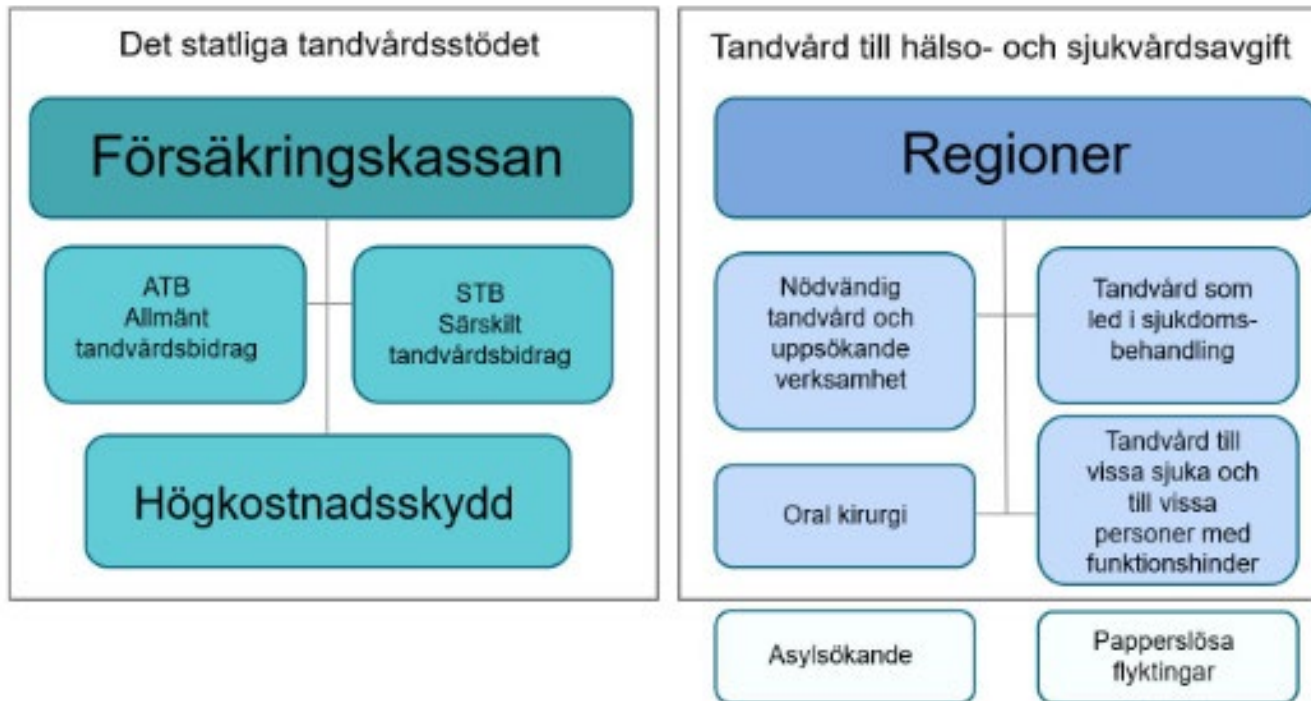 Det statliga tandvårdsstödet
Försäkringskassan
ATB
Allmänt
tandvårdsbidrag
STB
Särskilt
tandvårdsbidrag
Högkostnadsskydd
Tandvård till hälso- och sjukvårdsavgift
Regioner
Nödvändig
tandvård och
uppsökande
verksamhet
Tandvård som
led i sjukdoms-
behandling
Oral kirurgi
Tandvård till
vissa sjuka och
till vissa
personer med
funktionshinder
Asylsökande
Papperslösa
flyktingar